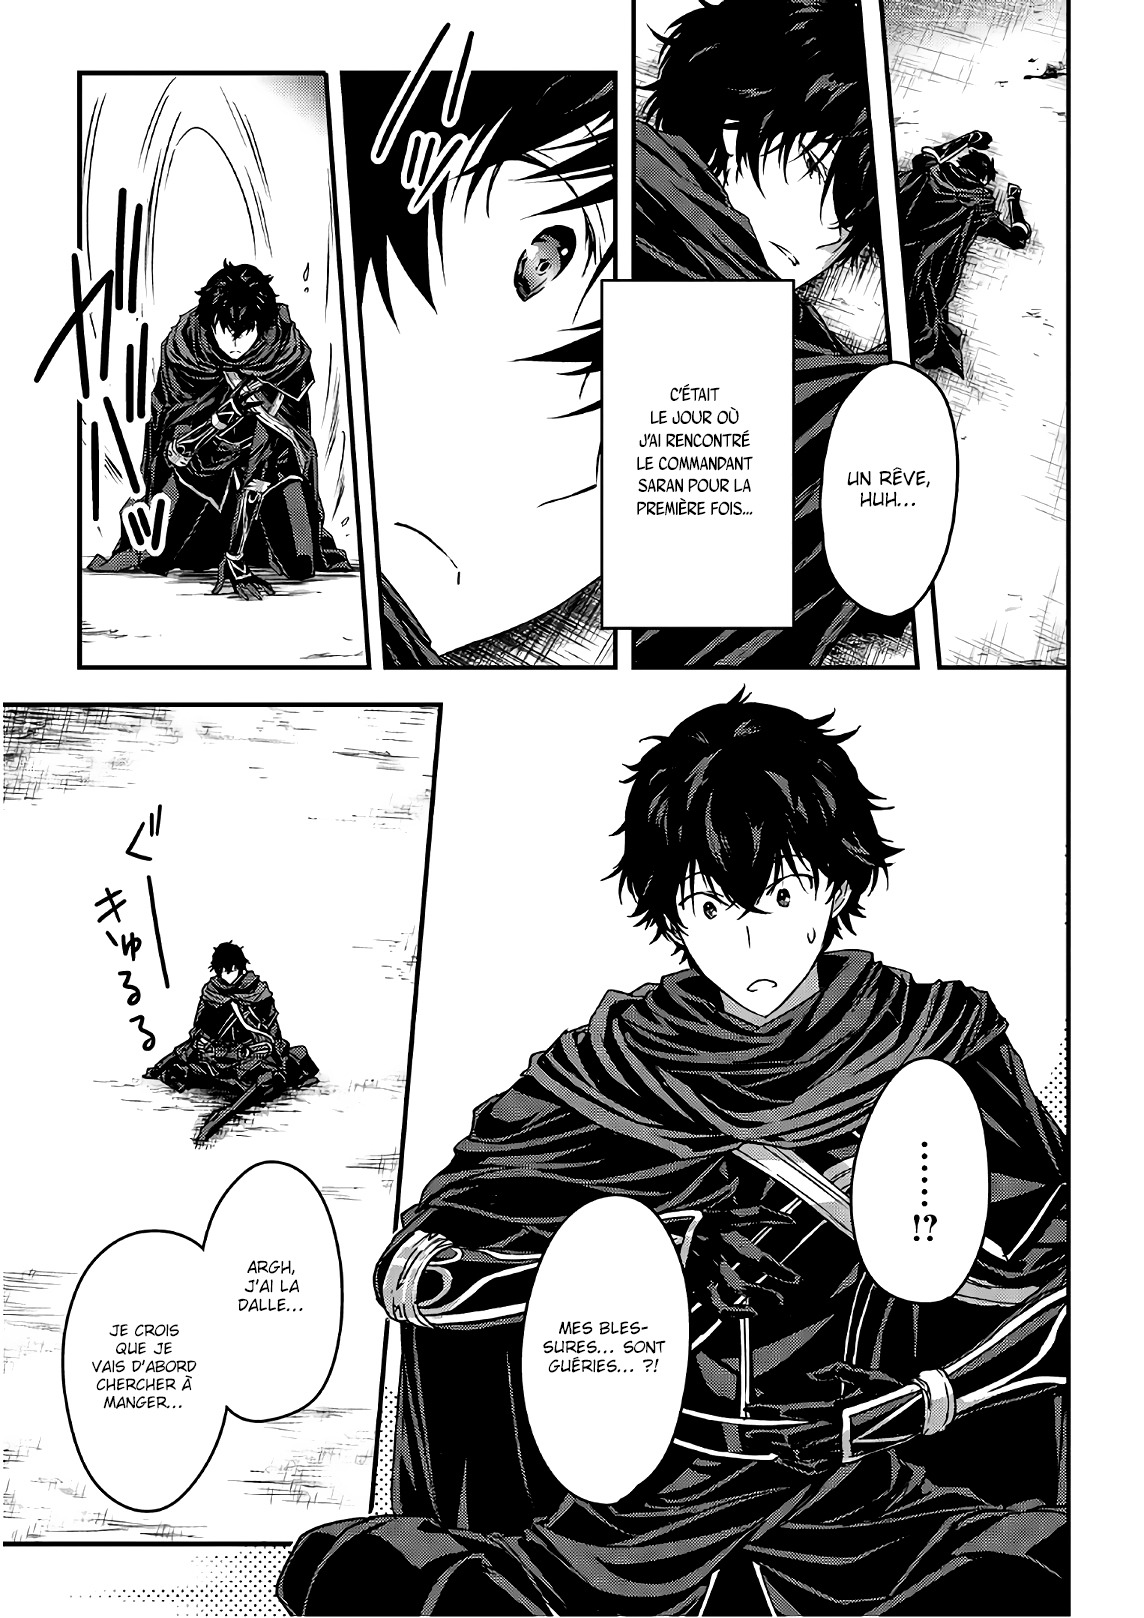 UN RÊVE,
HUH...
C'ÉTAIT
LE JOUR OÙ
J'AI RENCONTRÉ
LE COMMANDANT
SARAN POUR LA
PREMIÈRE FOIS...
......!?
MES BLES-
SURES... SONT
GUÉRIES... ?!
ぐ
きゅるる
ARGH,
J'AI LA
DALLE...
JE CROIS
QUE JE
VAIS D'ABORD
CHERCHER À
MANGER...